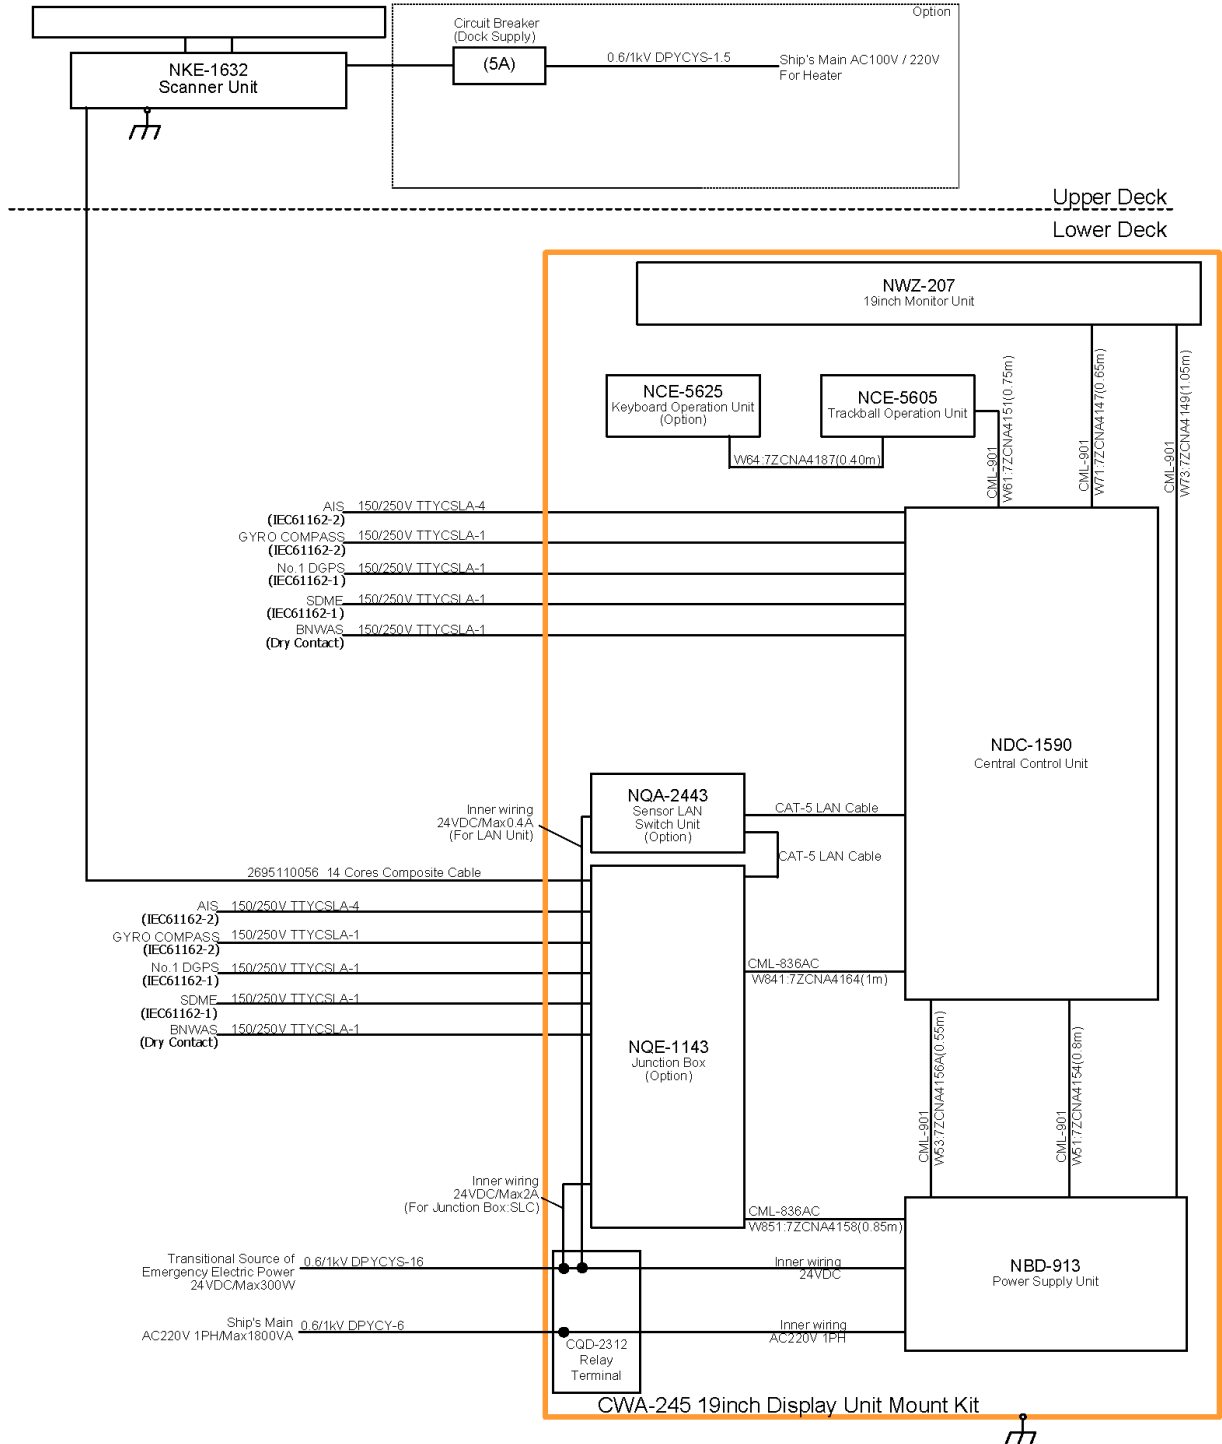 Option
Circuit Breaker
(Dock Supply)
(5A)
0.6/1kV DPYCYS-1.5
Ship's Main AC100V / 220V
For Heater
NKE-1632
Scanner Unit
Upper Deck
Lower Deck
NWZ-207
19inch Monitor Unit
NCE-5625
Keyboard Operation Unit
(Option)
NCE-5605
Trackball Operation Unit
W64:7ZCNA4187(0.40m)
CML-901
W61:7ZCNA4151(0.75m)
CML-901
W71:7ZCNA4147(0.65m)
CML-901
W73:7ZCNA4149(1.05m)
AIS 150/250V TTYCSLA-4
(IEC61162-2)
GYRO COMPASS 150/250V TTYCSLA-1
(IEC61162-2)
No.1 DGPS 150/250V TTYCSLA-1
(IEC61162-1)
SDME 150/250V TTYCSLA-1
(IEC61162-1)
BNWAS 150/250V TTYCSLA-1
(Dry Contact)
NDC-1590
Central Control Unit
NQA-2443
Sensor LAN
Switch Unit
(Option)
CAT-5 LAN Cable
CAT-5 LAN Cable
Inner wiring
24VDC/Max0.4A
(For LAN Unit)
2695110056 14 Cores Composite Cable
AIS 150/250V TTYCSLA-4
(IEC61162-2)
GYRO COMPASS 150/250V TTYCSLA-1
(IEC61162-2)
No.1 DGPS 150/250V TTYCSLA-1
(IEC61162-1)
SDME 150/250V TTYCSLA-1
(IEC61162-1)
BNWAS 150/250V TTYCSLA-1
(Dry Contact)
CML-836AC
W841:7ZCNA4164(1m)
NQE-1143
Junction Box
(Option)
CML-901
W53:7ZCNA4156A(0.55m)
CML-901
W51:7ZCNA4154(0.8m)
Inner wiring
24VDC/Max2A
(For Junction Box:SLC)
CML-836AC
W851:7ZCNA4158(0.85m)
Transitional Source of
Emergency Electric Power
24VDC/Max300W
0.6/1kV DPYCYS-16
Inner wiring
24VDC
NBD-913
Power Supply Unit
Ship's Main
AC220V 1PH/Max1800VA
0.6/1kV DPYCY-6
Inner wiring
AC220V 1PH
CQD-2312
Relay
Terminal
CWA-245 19inch Display Unit Mount Kit